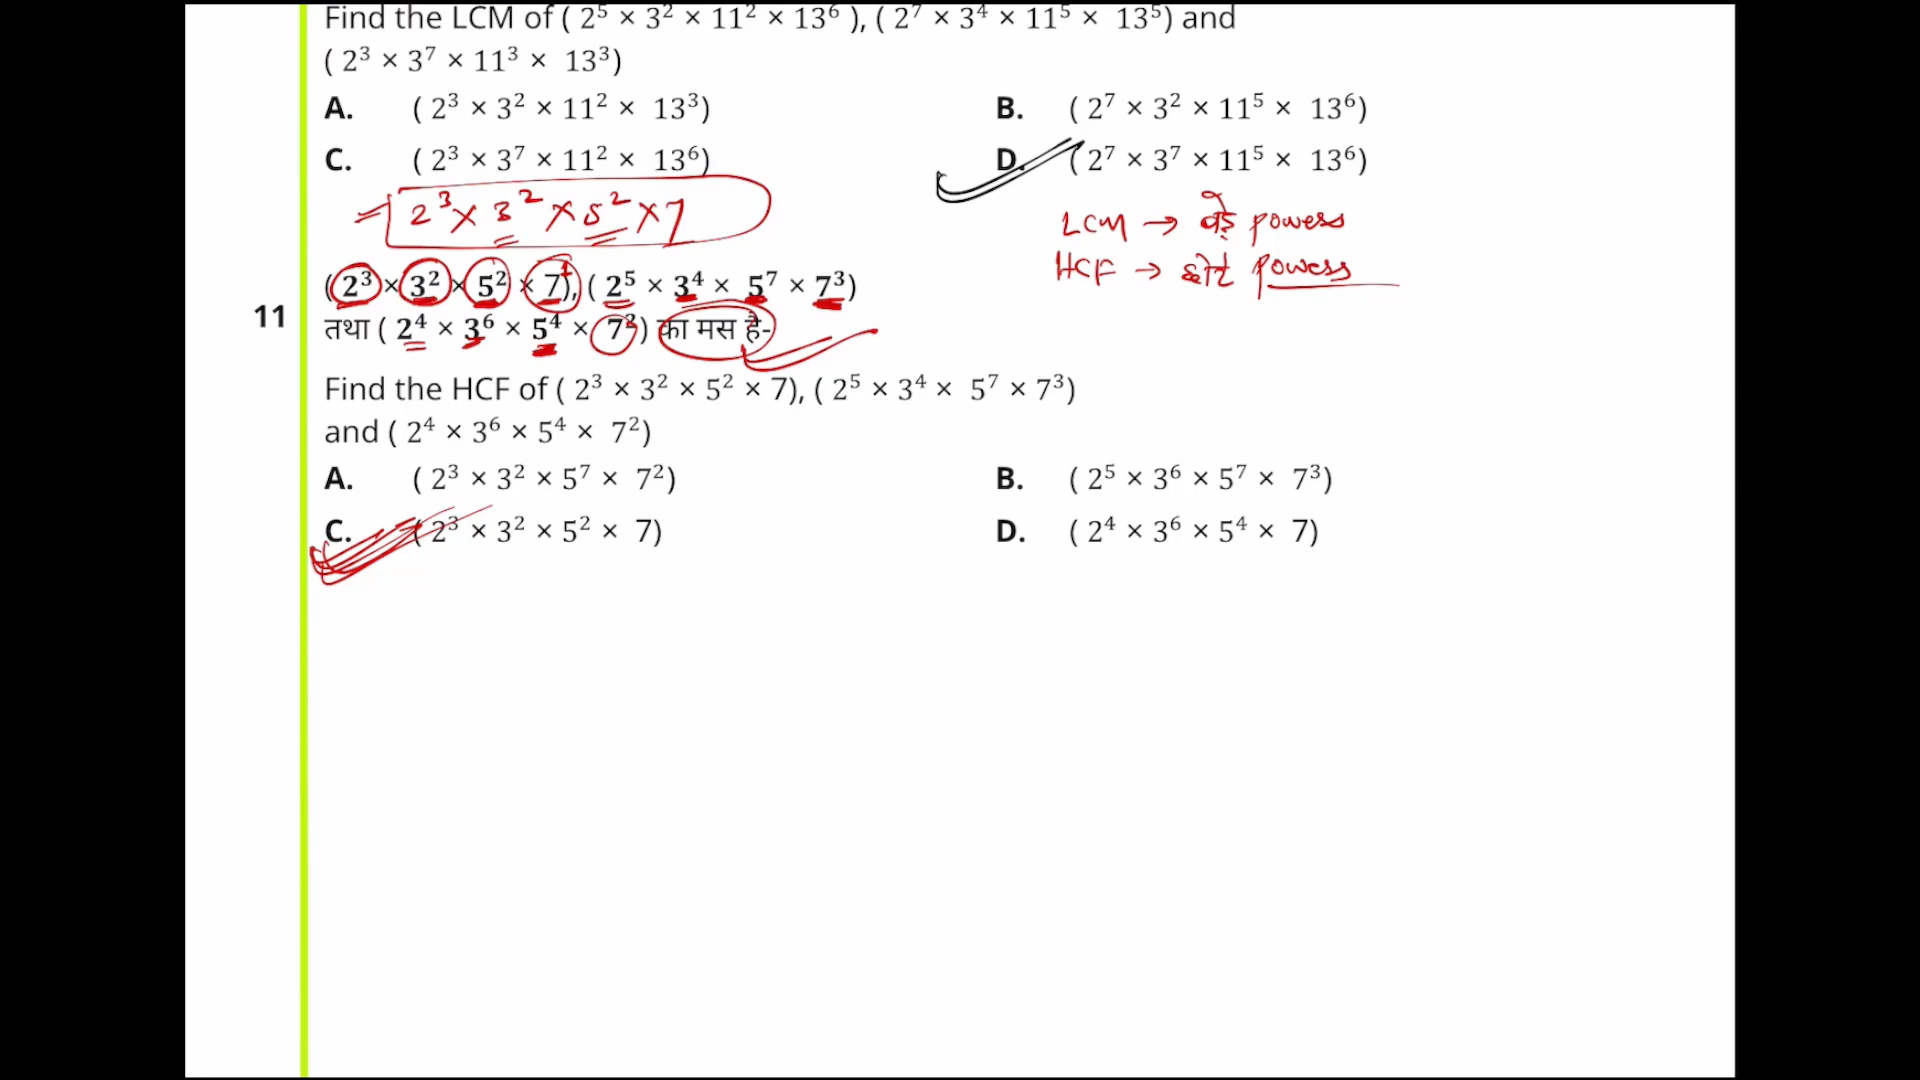 Find the LCM of ( 2⁵ × 3² × 11² × 13⁶ ), ( 2⁷ × 3⁴ × 11⁵ × 13⁵) and
( 2³ × 3⁷ × 11³ × 13³)
A. ( 2³ × 3² × 11² × 13³) B. ( 2⁷ × 3² × 11⁵ × 13⁶)
C. ( 2³ × 3⁷ × 11² × 13⁶) D. ( 2⁷ × 3⁷ × 11⁵ × 13⁶)
= 2³ × 3² × 5² × 7
LCM → बड़े powers
HCF → छोटे powers
11 ( 2³ × 3² × 5² × 7¹), ( 2⁵ × 3⁴ × 5⁷ × 7³)
तथा ( 2⁴ × 3⁶ × 5⁴ × 7²) का मस है-
Find the HCF of ( 2³ × 3² × 5² × 7), ( 2⁵ × 3⁴ × 5⁷ × 7³)
and ( 2⁴ × 3⁶ × 5⁴ × 7²)
A. ( 2³ × 3² × 5⁷ × 7²) B. ( 2⁵ × 3⁶ × 5⁷ × 7³)
C. ( 2³ × 3² × 5² × 7) D. ( 2⁴ × 3⁶ × 5⁴ × 7)